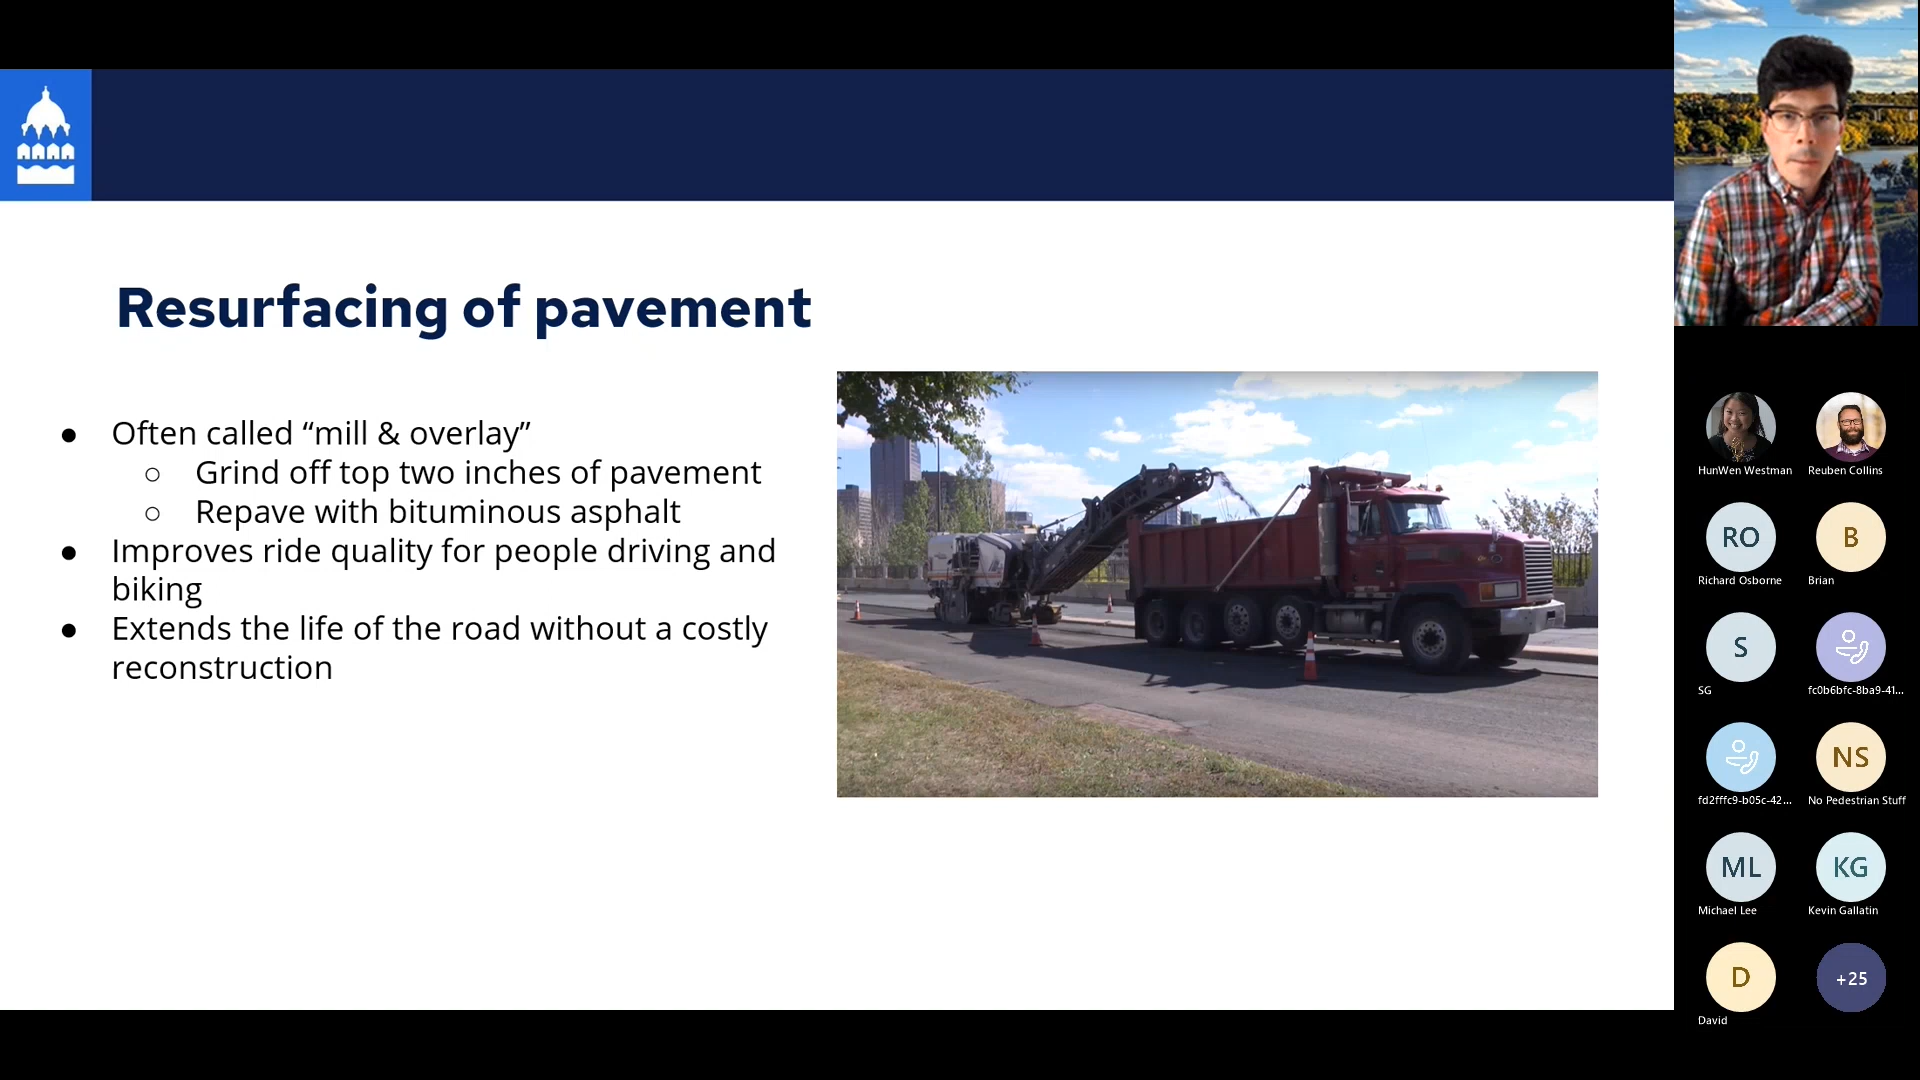 Resurfacing of pavement
● Often called “mill & overlay”
○ Grind off top two inches of pavement
○ Repave with bituminous asphalt
● Improves ride quality for people driving and
biking
● Extends the life of the road without a costly
reconstruction
HunWen Westman
Reuben Collins
RO
B
Richard Osborne
Brian
S
SG
fc0b6bfc-8ba9-41...
NS
fd2fffc9-b05c-42...
No Pedestrian Stuff
ML
KG
Michael Lee
Kevin Gallatin
D
+25
David